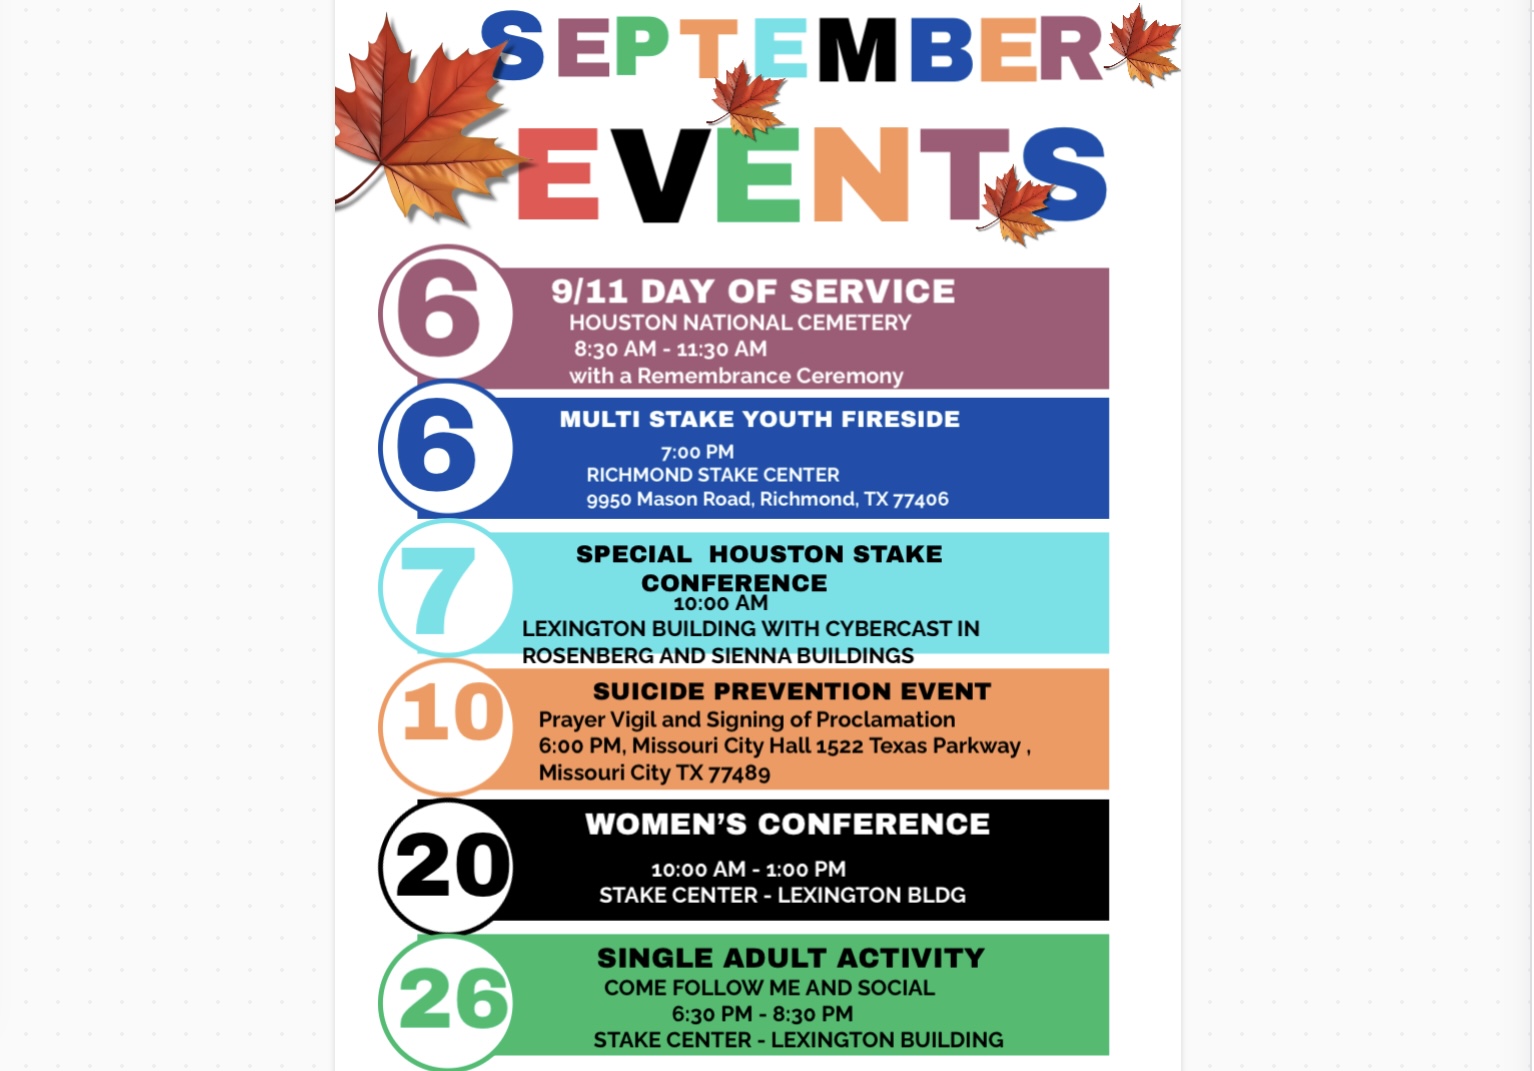 SEPTEMBER
EVENTS
6
9/11 DAY OF SERVICE
HOUSTON NATIONAL CEMETERY
8:30 AM - 11:30 AM
with a Remembrance Ceremony
6
MULTI STAKE YOUTH FIRESIDE
7:00 PM
RICHMOND STAKE CENTER
9950 Mason Road, Richmond, TX 77406
7
SPECIAL HOUSTON STAKE
CONFERENCE
10:00 AM
LEXINGTON BUILDING WITH CYBERCAST IN
ROSENBERG AND SIENNA BUILDINGS
10
SUICIDE PREVENTION EVENT
Prayer Vigil and Signing of Proclamation
6:00 PM, Missouri City Hall 1522 Texas Parkway ,
Missouri City TX 77489
20
WOMEN’S CONFERENCE
10:00 AM - 1:00 PM
STAKE CENTER - LEXINGTON BLDG
26
SINGLE ADULT ACTIVITY
COME FOLLOW ME AND SOCIAL
6:30 PM - 8:30 PM
STAKE CENTER - LEXINGTON BUILDING